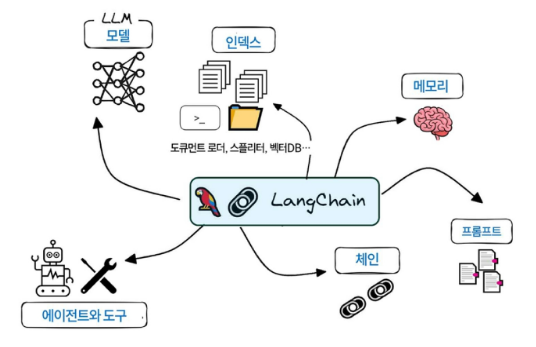 LLM
모델
인덱스
>_
도큐먼트 로더, 스플리터, 벡터DB…
메모리
LangChain
프롬프트
체인
에이전트와 도구